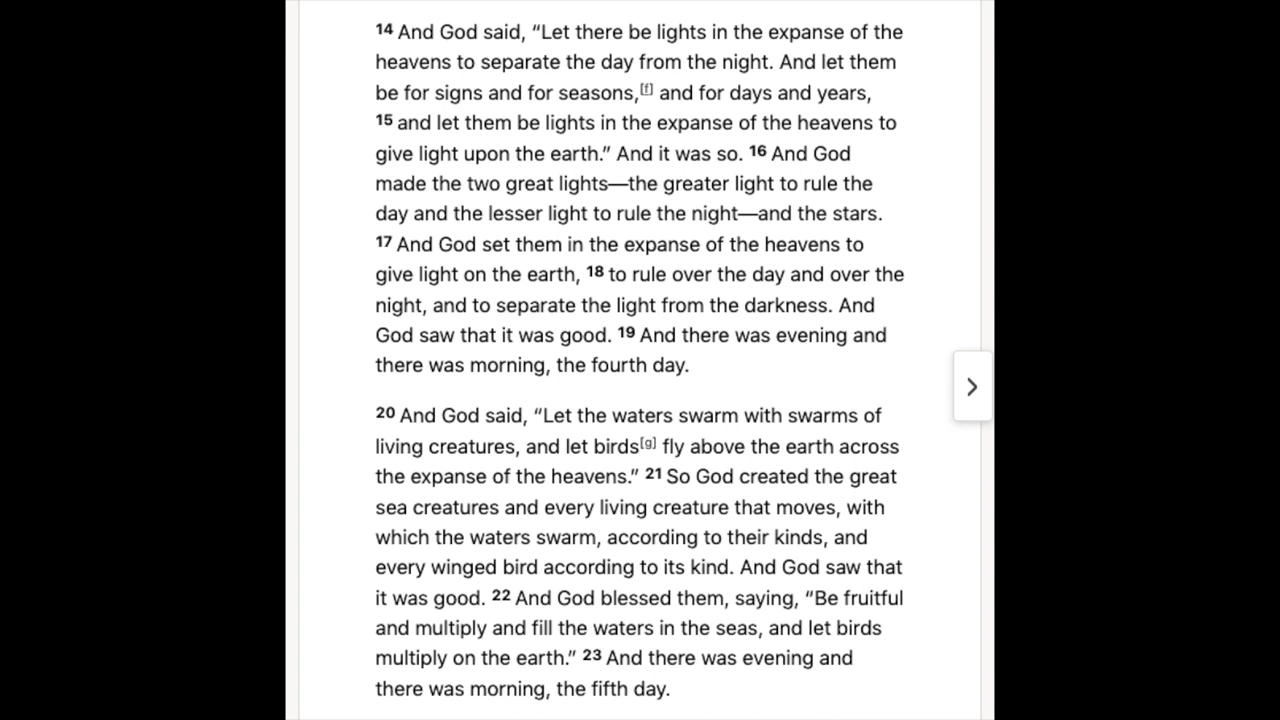 14 And God said, “Let there be lights in the expanse of the
heavens to separate the day from the night. And let them
be for signs and for seasons,[f] and for days and years,
15 and let them be lights in the expanse of the heavens to
give light upon the earth.” And it was so. 16 And God
made the two great lights—the greater light to rule the
day and the lesser light to rule the night—and the stars.
17 And God set them in the expanse of the heavens to
give light on the earth, 18 to rule over the day and over the
night, and to separate the light from the darkness. And
God saw that it was good. 19 And there was evening and
there was morning, the fourth day.
20 And God said, “Let the waters swarm with swarms of
living creatures, and let birds[g] fly above the earth across
the expanse of the heavens.” 21 So God created the great
sea creatures and every living creature that moves, with
which the waters swarm, according to their kinds, and
every winged bird according to its kind. And God saw that
it was good. 22 And God blessed them, saying, “Be fruitful
and multiply and fill the waters in the seas, and let birds
multiply on the earth.” 23 And there was evening and
there was morning, the fifth day.